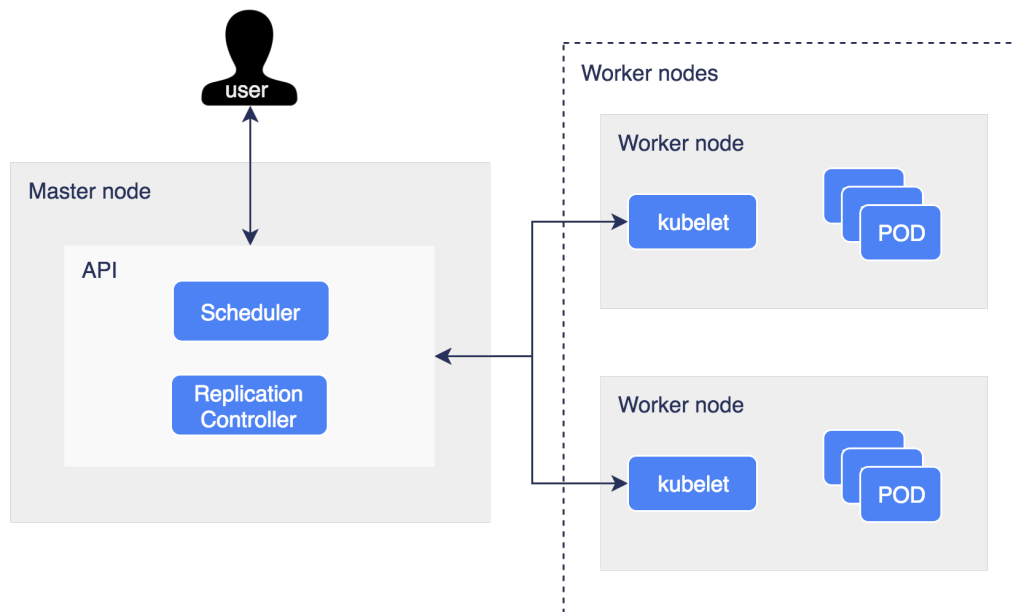 user
Master node
API
Scheduler
Replication
Controller
Worker nodes
Worker node
kubelet
POD
Worker node
kubelet
POD